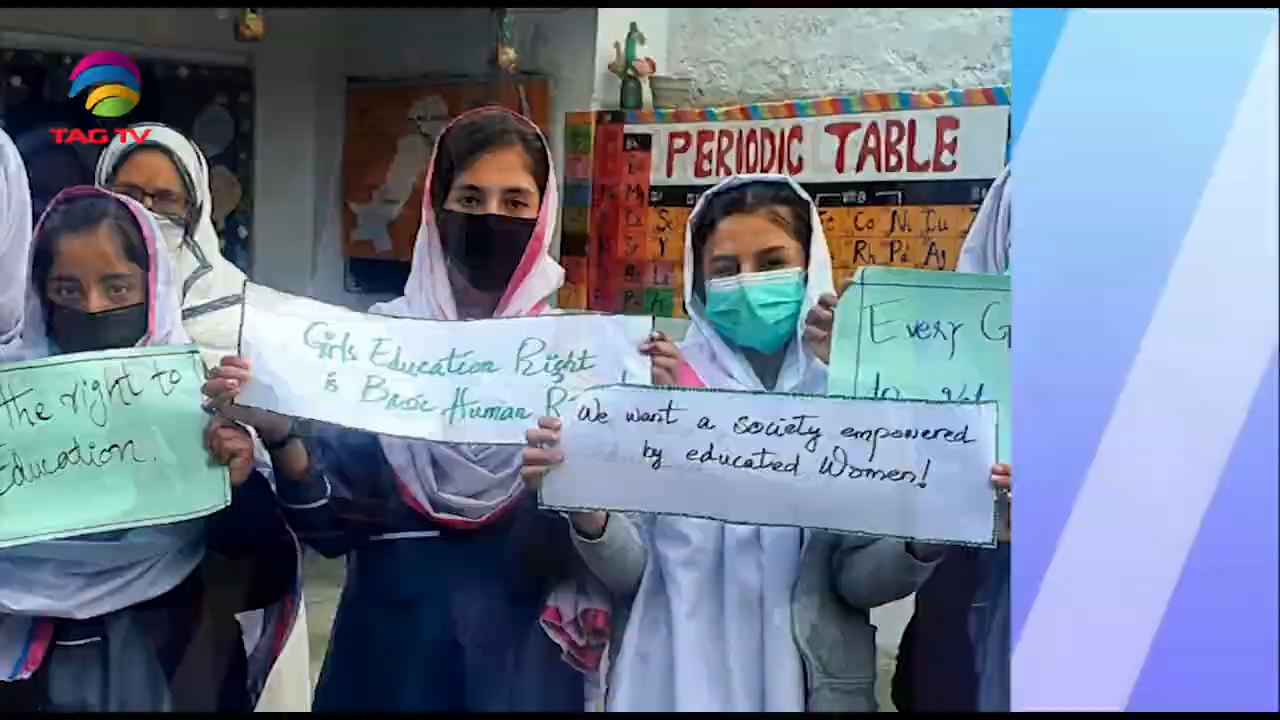 TAG TV
PERIODIC TABLE
Co Ni
Rh Pd Ag
the right to
Education.
Girls Education Right
is Basic Human
We want a society empowered
by educated Women!
Every G